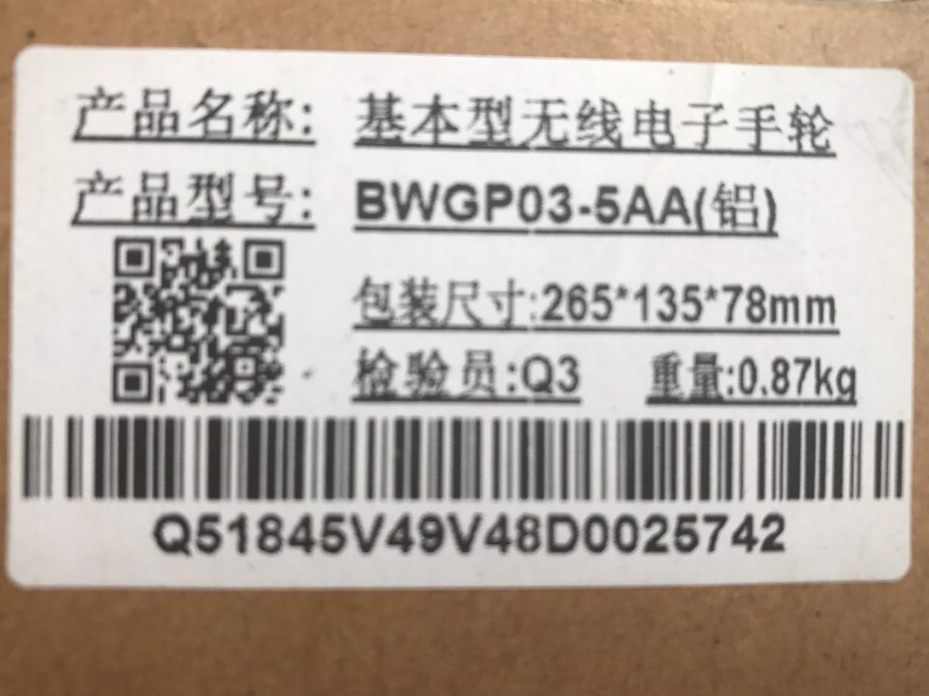 产品名称: 基本型无线电子手轮
产品型号: BWGP03-5AA(铝)
包装尺寸:265*135*78mm
检验员:Q3 重量:0.87kg
Q51845V49V48D0025742